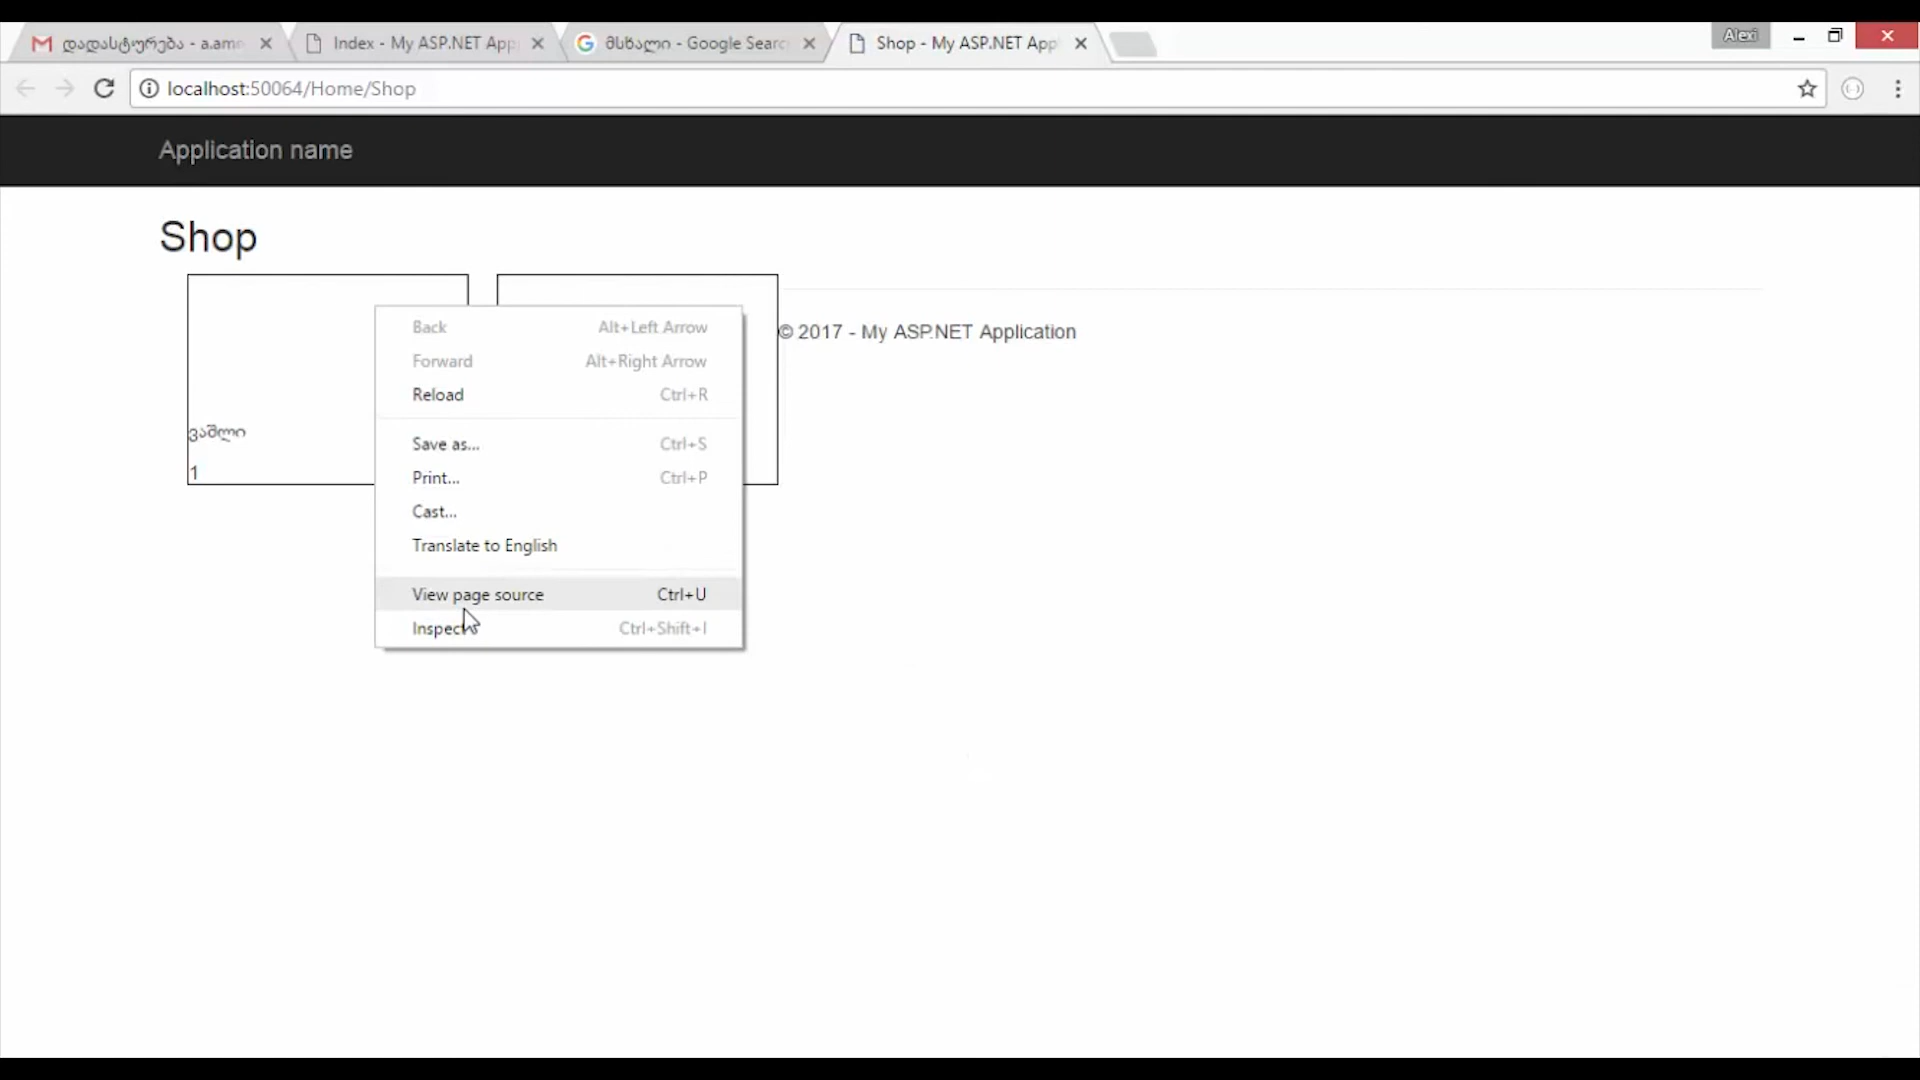 დადასტურება - a.am
Index - My ASP.NET App
მსხალი - Google Searc
Shop - My ASP.NET App
Alexi
localhost:50064/Home/Shop
Application name
Shop
© 2017 - My ASP.NET Application
ვაშლი
1
Back Alt+Left Arrow
Forward Alt+Right Arrow
Reload Ctrl+R
Save as... Ctrl+S
Print... Ctrl+P
Cast...
Translate to English
View page source Ctrl+U
Inspect Ctrl+Shift+I